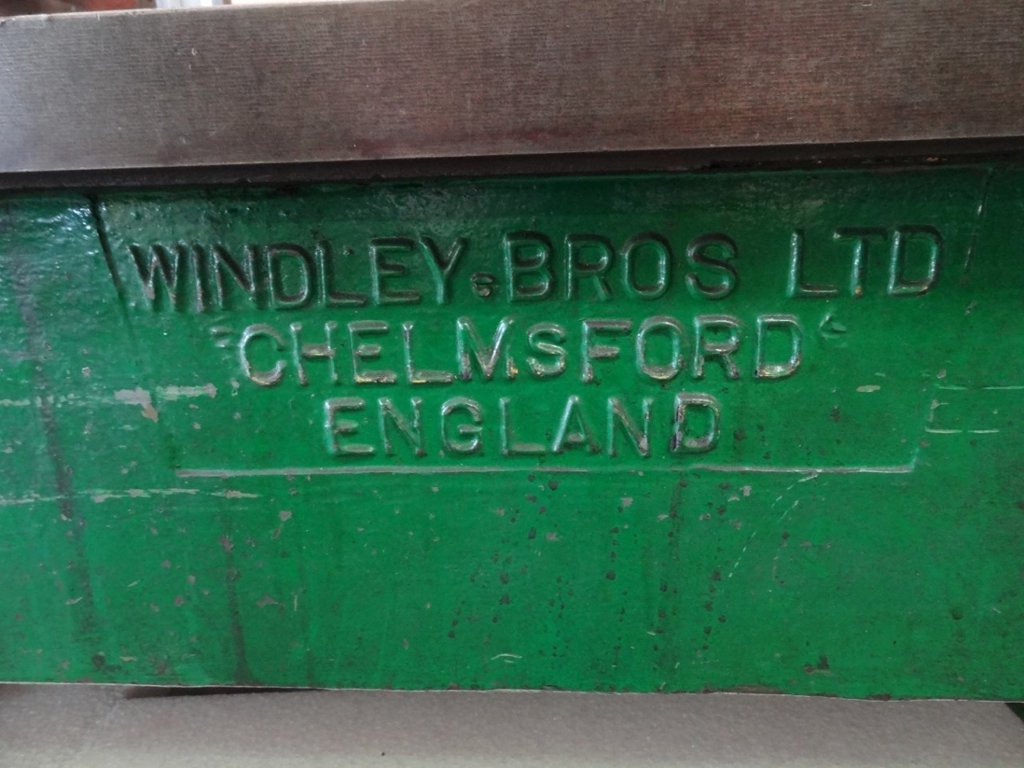 WINDLEY & BROS LTD
"CHELMSFORD"
ENGLAND